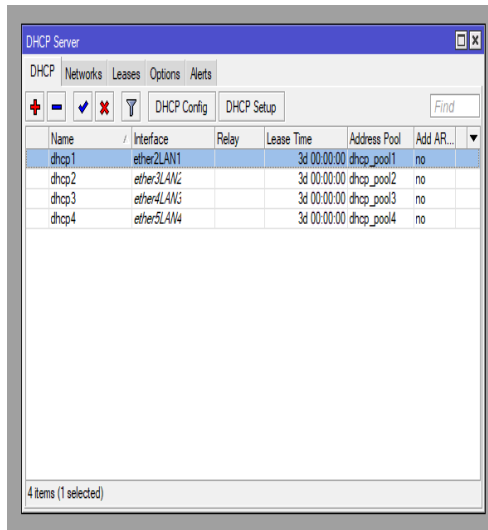 DHCP Server
DHCP Networks Leases Options Alerts
DHCP Config DHCP Setup Find
Name / Interface Relay Lease Time Address Pool Add AR...
dhcp1 ether2LAN1 3d 00:00:00 dhcp_pool1 no
dhcp2 ether3LAN2 3d 00:00:00 dhcp_pool2 no
dhcp3 ether4LAN3 3d 00:00:00 dhcp_pool3 no
dhcp4 ether5LAN4 3d 00:00:00 dhcp_pool4 no
4 items (1 selected)